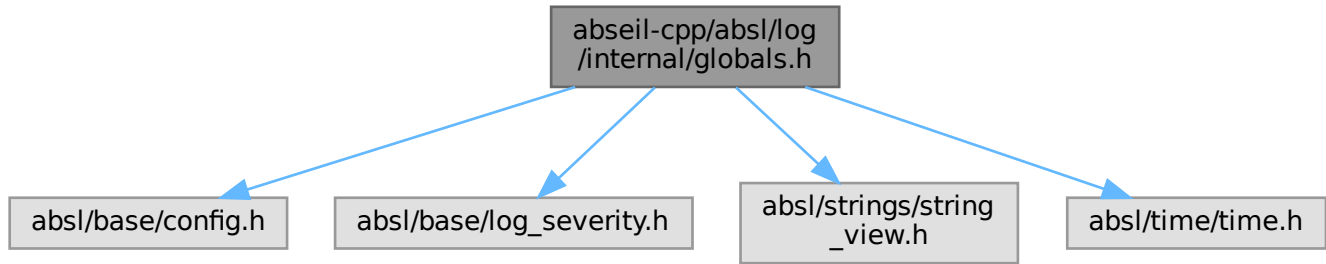 abseil-cpp/absl/log
/internal/globals.h
absl/base/config.h
absl/base/log_severity.h
absl/strings/string
_view.h
absl/time/time.h